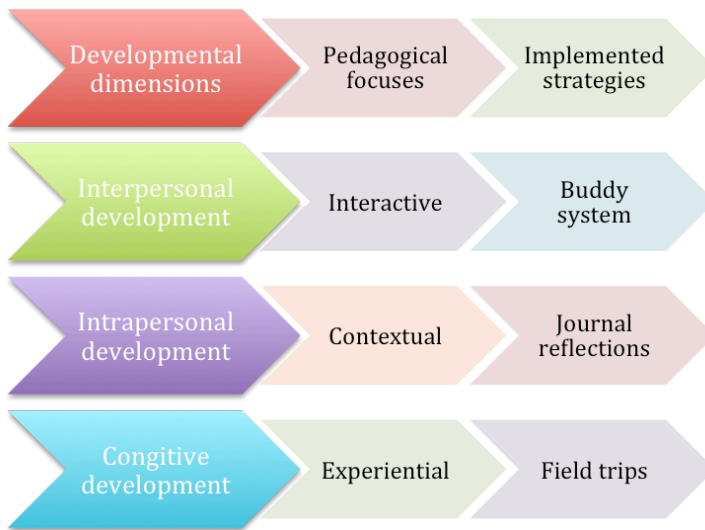 Developmental
dimensions
Pedagogical
focuses
Implemented
strategies
Interpersonal
development
Interactive
Buddy
system
Intrapersonal
development
Contextual
Journal
reflections
Congitive
development
Experiential
Field trips